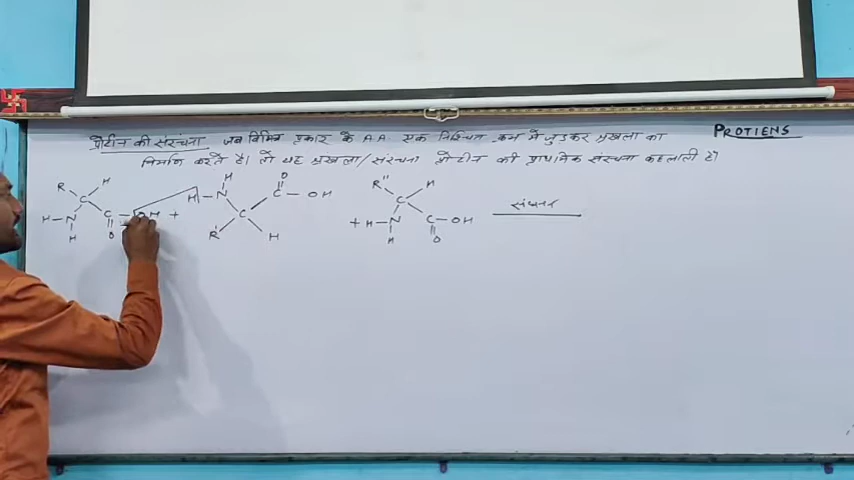 प्रोटीन की संरचना जब विभिन्न प्रकार के A.A. एक निश्चित क्रम में जुड़कर श्रृंखला का
PROTIENS
निर्माण करते है। तो यह श्रृंखला/संरचना प्रोटीन की प्राथमिक संरचना कहलाती है।
R H H O R" H
C H-N C-OH C संघनन
H-N C-OH + C + H-N C-OH
H O R' H H O